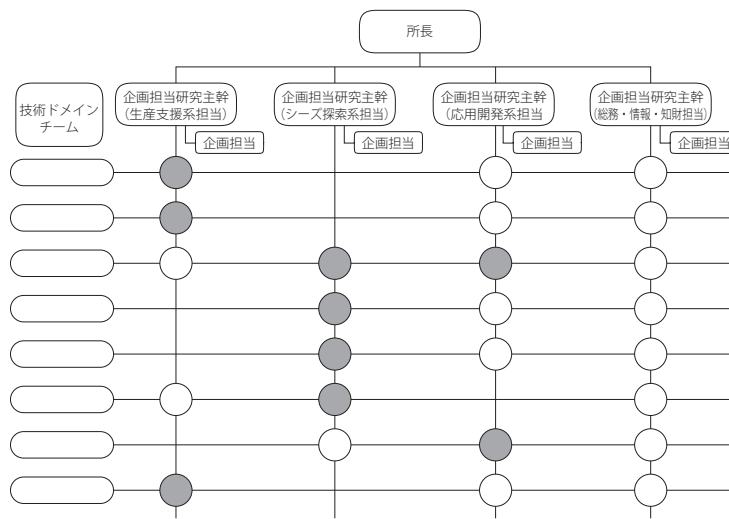 所長
技術ドメイン
チーム
企画担当研究主幹
(生産支援系担当)
企画担当
企画担当研究主幹
(シーズ探索系担当)
企画担当
企画担当研究主幹
(応用開発系担当
企画担当
企画担当研究主幹
(総務・情報・知財担当)
企画担当